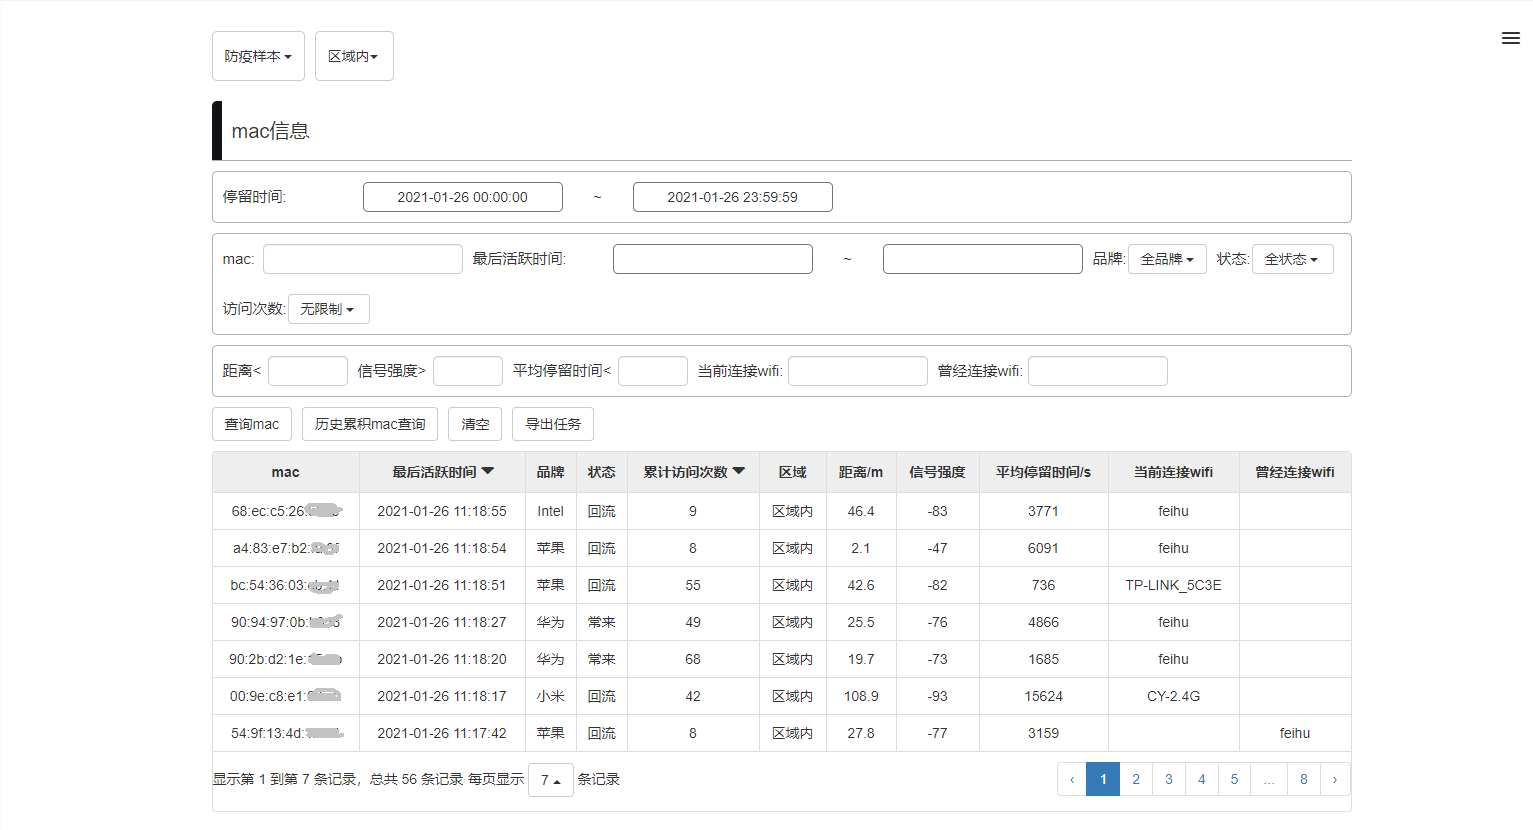 防疫样本 区域内
mac信息
停留时间: 2021-01-26 00:00:00 ~ 2021-01-26 23:59:59
mac: 最后活跃时间: ~ 品牌: 全品牌 状态: 全状态
访问次数: 无限制
距离< 信号强度> 平均停留时间< 当前连接wifi: 曾经连接wifi:
查询mac 历史累积mac查询 清空 导出任务
mac 最后活跃时间 品牌 状态 累计访问次数 区域 距离/m 信号强度 平均停留时间/s 当前连接wifi 曾经连接wifi
68:ec:c5:26: 2021-01-26 11:18:55 Intel 回流 9 区域内 46.4 -83 3771 feihu
a4:83:e7:b2: 2021-01-26 11:18:54 苹果 回流 8 区域内 2.1 -47 6091 feihu
bc:54:36:03: 2021-01-26 11:18:51 苹果 回流 55 区域内 42.6 -82 736 TP-LINK_5C3E
90:94:97:0b: 2021-01-26 11:18:27 华为 常来 49 区域内 25.5 -76 4866 feihu
90:2b:d2:1e: 2021-01-26 11:18:20 华为 常来 68 区域内 19.7 -73 1685 feihu
00:9e:c8:e1: 2021-01-26 11:18:17 小米 回流 42 区域内 108.9 -93 15624 CY-2.4G
54:9f:13:4d: 2021-01-26 11:17:42 苹果 回流 8 区域内 27.8 -77 3159 feihu
显示第 1 到第 7 条记录，总共 56 条记录 每页显示 7 条记录 ‹ 1 2 3 4 5 ... 8 ›